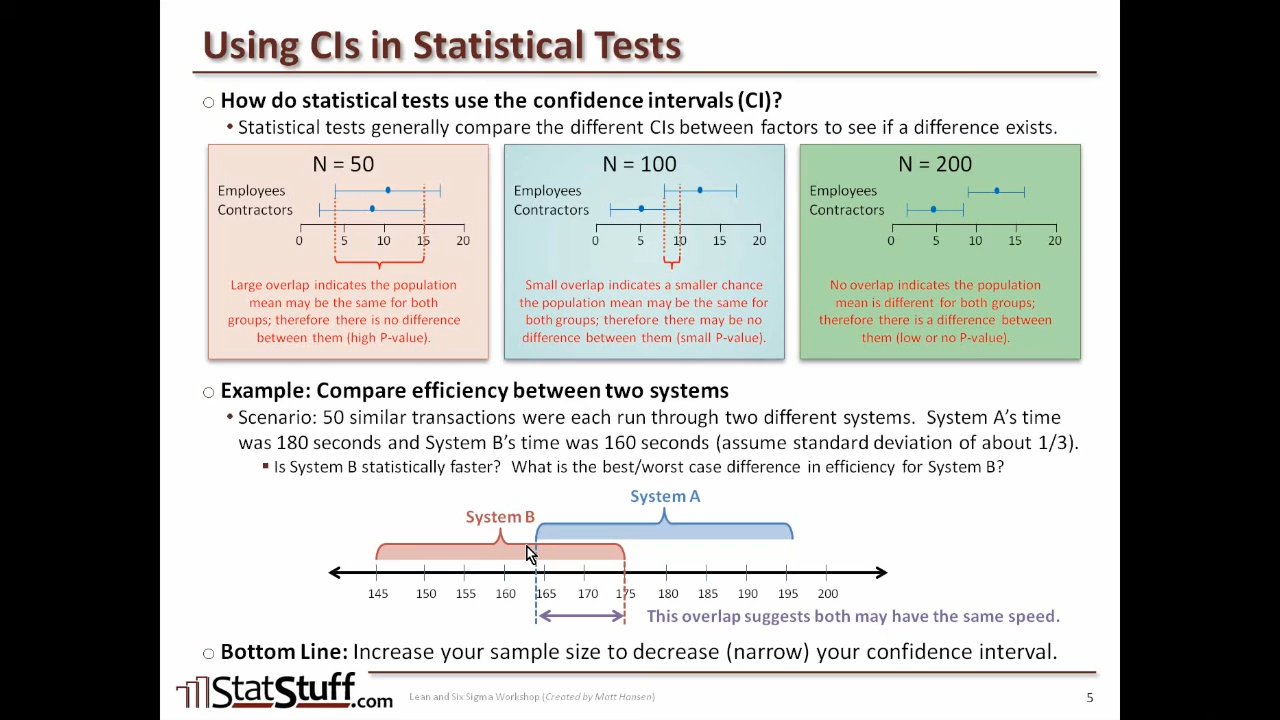 Using CIs in Statistical Tests
How do statistical tests use the confidence intervals (CI)?
Statistical tests generally compare the different CIs between factors to see if a difference exists.
N = 50
Employees
Contractors
0 5 10 15 20
Large overlap indicates the population
mean may be the same for both
groups; therefore there is no difference
between them (high P-value).
N = 100
Employees
Contractors
0 5 10 15 20
Small overlap indicates a smaller chance
the population mean may be the same for
both groups; therefore there may be no
difference between them (small P-value).
N = 200
Employees
Contractors
0 5 10 15 20
No overlap indicates the population
mean is different for both groups;
therefore there is a difference between
them (low or no P-value).
Example: Compare efficiency between two systems
Scenario: 50 similar transactions were each run through two different systems. System A's time
was 180 seconds and System B's time was 160 seconds (assume standard deviation of about 1/3).
Is System B statistically faster? What is the best/worst case difference in efficiency for System B?
System A
System B
145 150 155 160 165 170 175 180 185 190 195 200
This overlap suggests both may have the same speed.
Bottom Line: Increase your sample size to decrease (narrow) your confidence interval.
StatStuff.com
Lean and Six Sigma Workshop (Created by Matt Hansen)
5